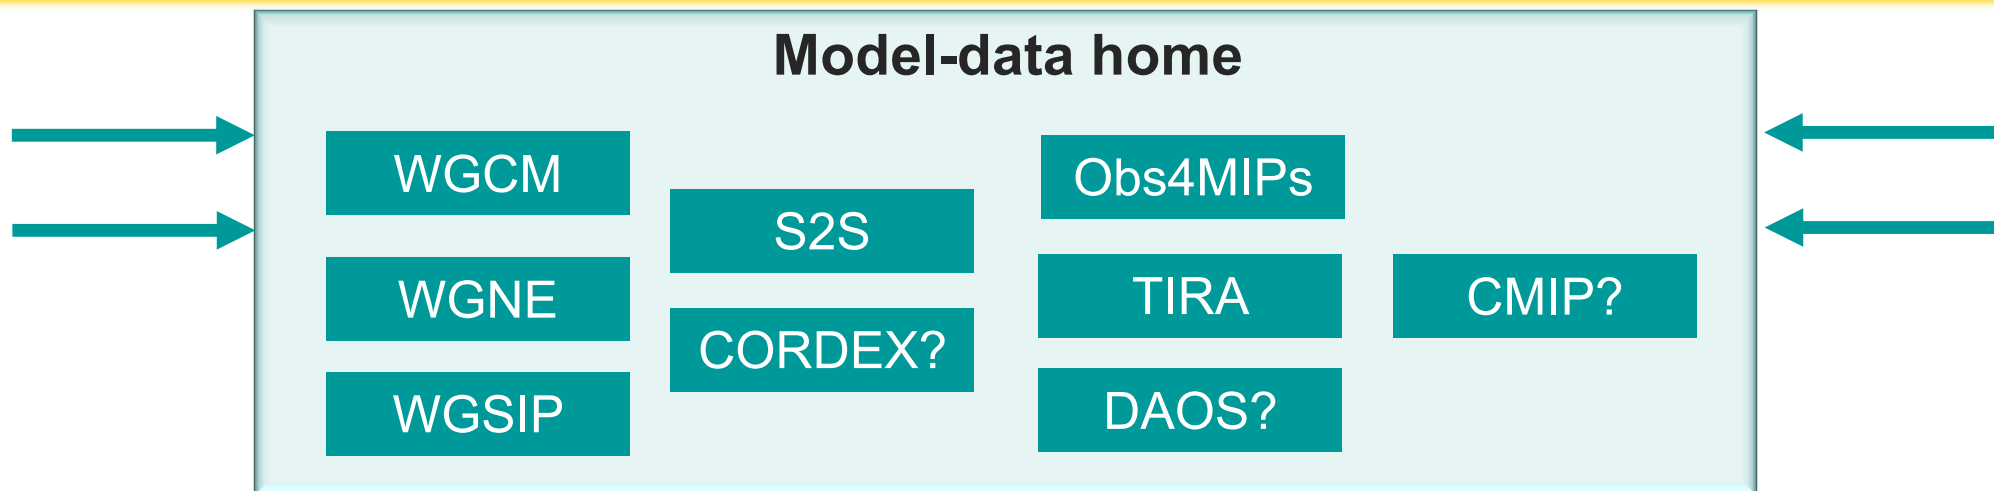 Model-data home
WGCM
WGNE
WGSIP
S2S
CORDEX?
Obs4MIPs
TIRA
DAOS?
CMIP?